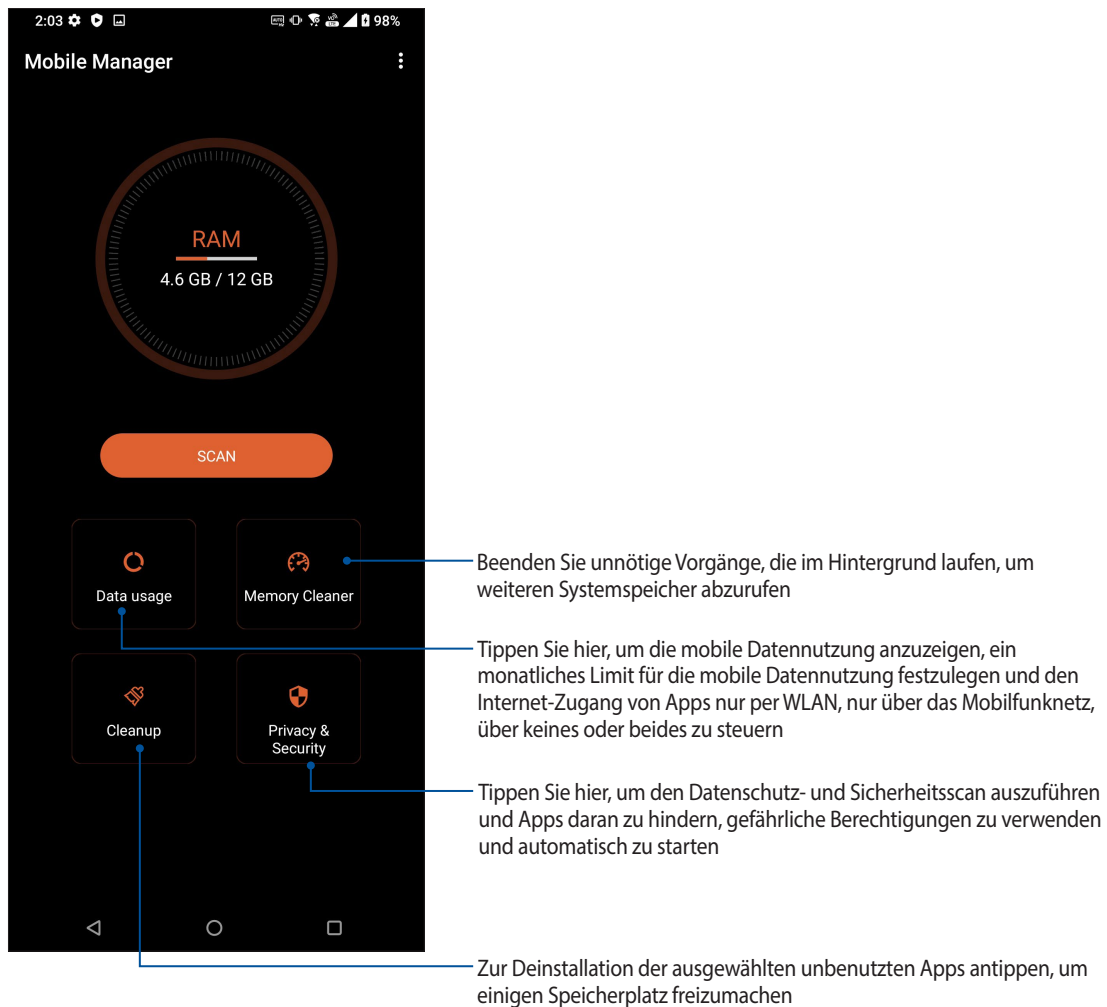 2:03 98%
Mobile Manager
RAM
4.6 GB / 12 GB
SCAN
Data usage
Memory Cleaner
Cleanup
Privacy &
Security
Beenden Sie unnötige Vorgänge, die im Hintergrund laufen, um
weiteren Systemspeicher abzurufen
Tippen Sie hier, um die mobile Datennutzung anzuzeigen, ein
monatliches Limit für die mobile Datennutzung festzulegen und den
Internet-Zugang von Apps nur per WLAN, nur über das Mobilfunknetz,
über keines oder beides zu steuern
Tippen Sie hier, um den Datenschutz- und Sicherheitsscan auszuführen
und Apps daran zu hindern, gefährliche Berechtigungen zu verwenden
und automatisch zu starten
Zur Deinstallation der ausgewählten unbenutzten Apps antippen, um
einigen Speicherplatz freizumachen